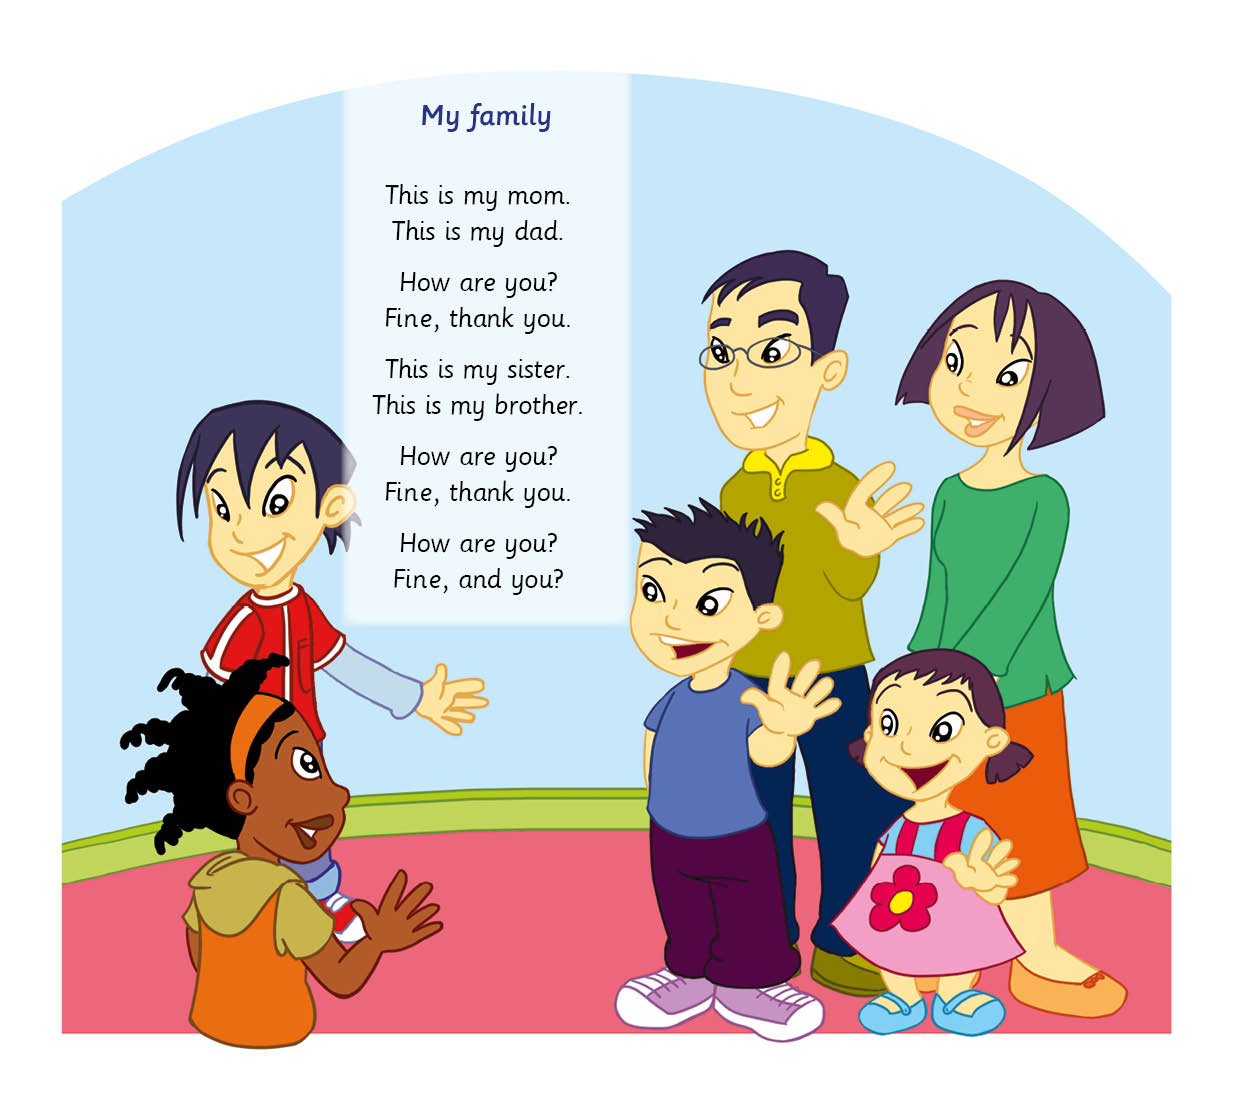 My family
This is my mom.
This is my dad.
How are you?
Fine, thank you.
This is my sister.
This is my brother.
How are you?
Fine, thank you.
How are you?
Fine, and you?